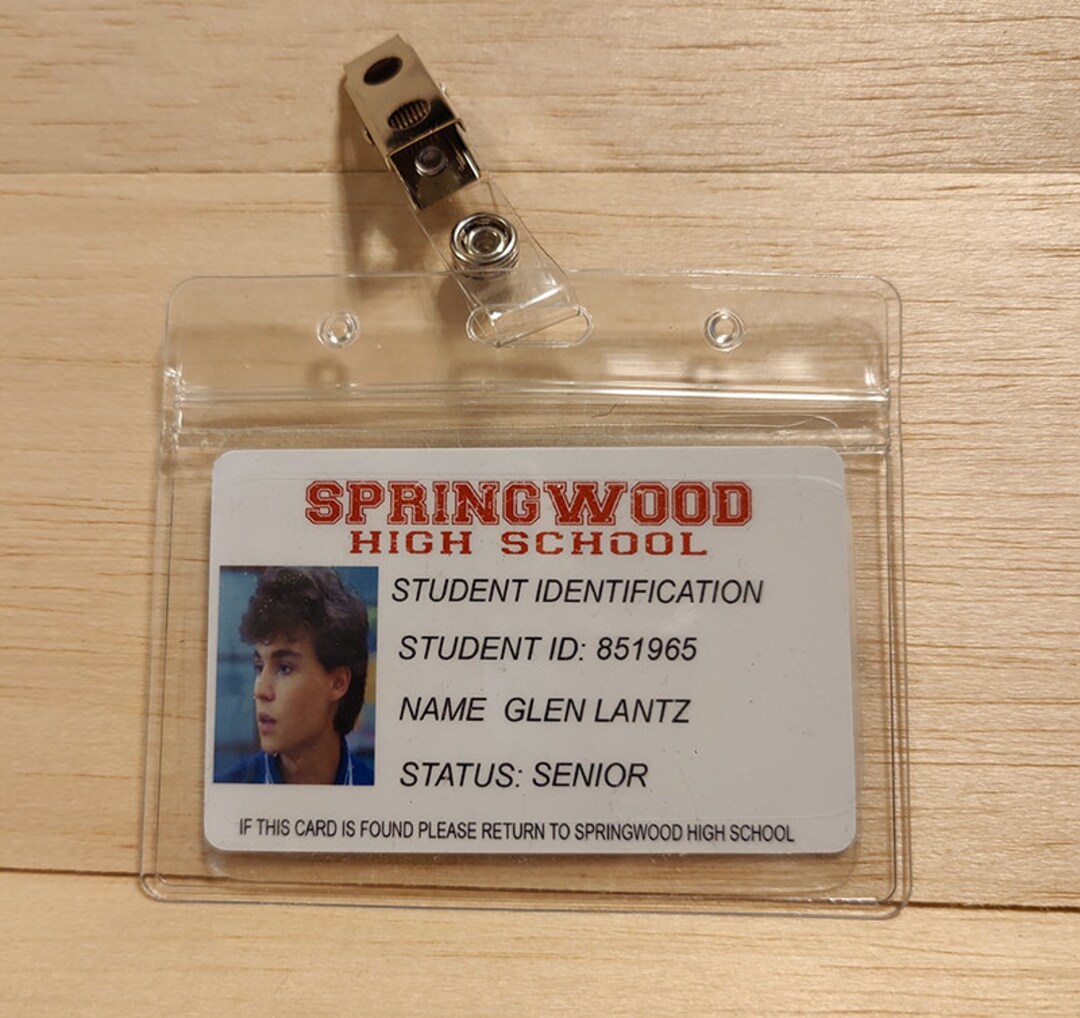 SPRINGWOOD
HIGH SCHOOL
STUDENT IDENTIFICATION
STUDENT ID: 851965
NAME  GLEN LANTZ
STATUS: SENIOR
IF THIS CARD IS FOUND PLEASE RETURN TO SPRINGWOOD HIGH SCHOOL